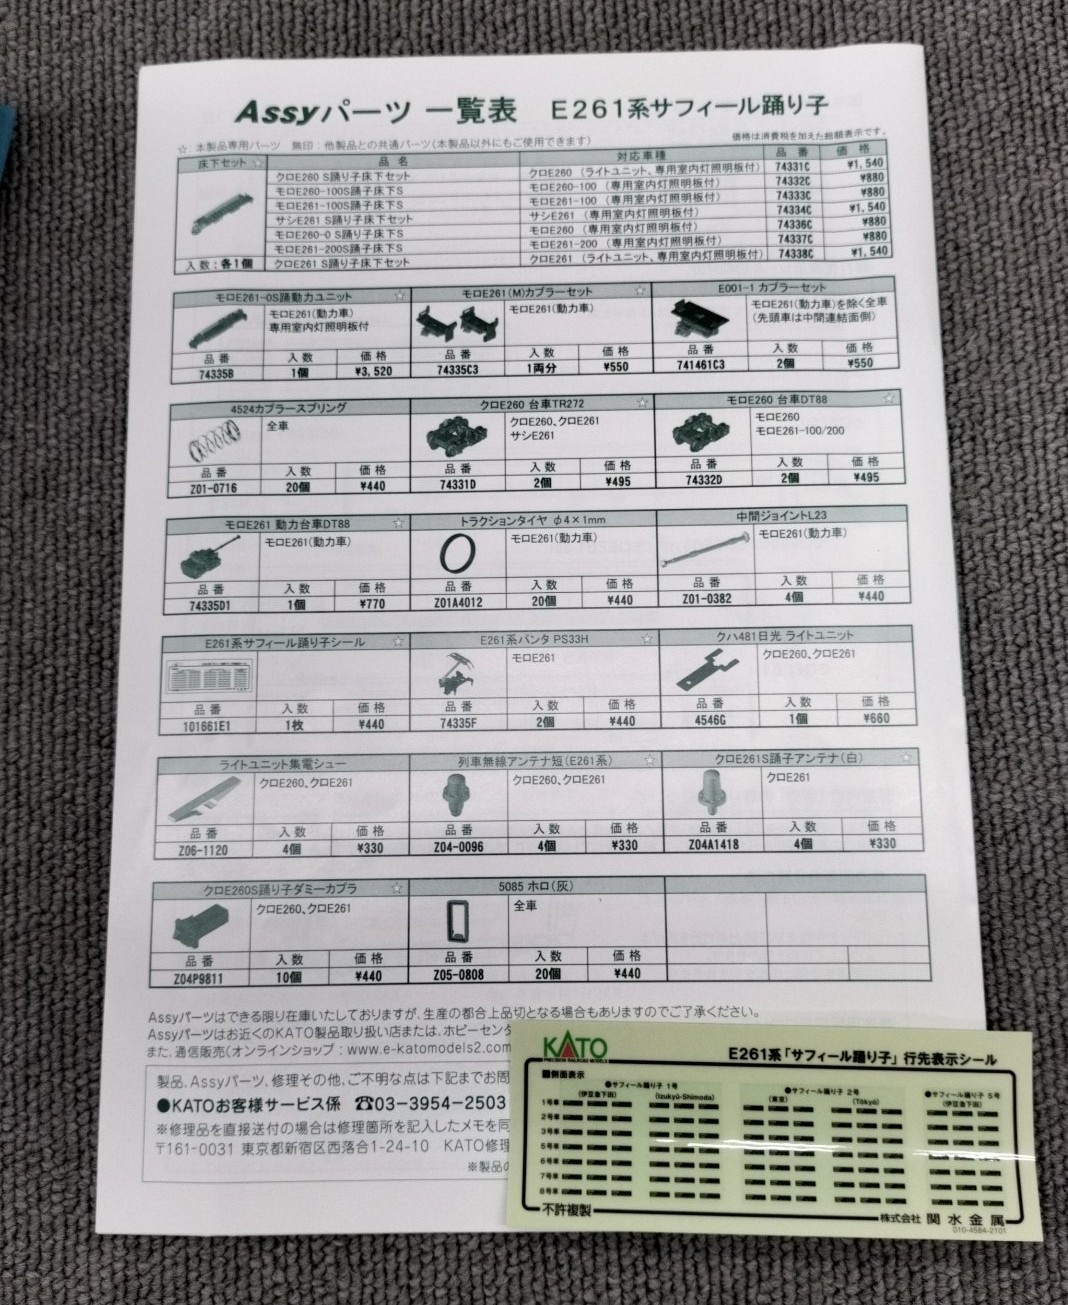 Assyパーツ 一覧表　E261系サフィール踊り子
☆：本製品専用パーツ　無印：他製品との共通パーツ(本製品以外にもご使用できます)
価格は消費税を加えた総額表示です。
床下セット ☆　品名　対応車種　品番　価格
クロE260 S踊り子床下セット　クロE260 (ライトユニット、専用室内灯照明板付)　74331C　¥1,540
モロE260-100S踊り子床下S　モロE260-100 (専用室内灯照明板付)　74332C　¥880
モロE261-100S踊り子床下S　モロE261-100 (専用室内灯照明板付)　74333C　¥880
サシE261 S踊り子床下セット　サシE261 (専用室内灯照明板付)　74334C　¥1,540
モロE260-0 S踊り子床下S　モロE260 (専用室内灯照明板付)　74336C　¥880
モロE261-200S踊子床下S　モロE261-200 (専用室内灯照明板付)　74337C　¥880
入数：各1個　クロE261 S踊り子床下セット　クロE261 (ライトユニット、専用室内灯照明板付)　74338C　¥1,540
モロE261-0S踊動力ユニット ☆　モロE261(M)カプラーセット ☆　E001-1 カプラーセット
モロE261(動力車)　モロE261(動力車)　モロE261(動力車)を除く全車
専用室内灯照明板付　(先頭車は中間連結面側)
品番　入数　価格　品番　入数　価格　品番　入数　価格
74335B　1個　¥3,520　74335C3　1両分　¥550　741461C3　2個　¥550
4524カプラースプリング　クロE260 台車TR272 ☆　モロE260 台車DT88 ☆
全車　クロE260、クロE261　モロE260
サシE261　モロE261-100/200
品番　入数　価格　品番　入数　価格　品番　入数　価格
Z01-0716　20個　¥440　74331D　2個　¥495　74332D　2個　¥495
モロE261 動力台車DT88 ☆　トラクションタイヤ φ4×1mm　中間ジョイントL23
モロE261(動力車)　モロE261(動力車)　モロE261(動力車)
品番　入数　価格　品番　入数　価格　品番　入数　価格
74335D1　1個　¥770　Z01A4012　20個　¥440　Z01-0382　4個　¥440
E261系サフィール踊り子シール ☆　E261系パンタ PS33H ☆　クハ481日光 ライトユニット
モロE261　クロE260、クロE261
品番　入数　価格　品番　入数　価格　品番　入数　価格
101661E1　1枚　¥440　74335F　2個　¥440　4546G　1個　¥660
ライトユニット集電シュー　列車無線アンテナ短(E261系) ☆　クロE261S踊子アンテナ(白) ☆
クロE260、クロE261　クロE260、クロE261　クロE261
品番　入数　価格　品番　入数　価格　品番　入数　価格
Z06-1120　4個　¥330　Z04-0096　4個　¥330　Z04A1418　4個　¥330
クロE260S踊り子ダミーカプラ ☆　5085 ホロ(灰)
クロE260、クロE261　全車
品番　入数　価格　品番　入数　価格
Z04P9811　10個　¥440　Z05-0808　20個　¥440
Assyパーツはできる限り在庫いたしておりますが、生産の都合上品切となる場合もありますのでご了承ください。
Assyパーツはお近くのKATO製品取り扱い店または、ホビーセンタ
また、通信販売(オンラインショップ：www.e-katomodels2.com
製品、Assyパーツ、修理その他、ご不明な点は下記までお問
●KATOお客様サービス係 ☎03-3954-2503
※修理品を直接送付の場合は修理箇所を記入したメモを同
〒161-0031 東京都新宿区西落合1-24-10　KATO修理
※製品の
KATO
PRECISION RAILROAD MODELS
E261系「サフィール踊り子」行先表示シール
■側面表示
●サフィール踊り子 1号　●サフィール踊り子 2号　●サフィール踊り子 5号
(伊豆急下田)　(Izukyū-Shimoda)　(東京)　(Tōkyō)　(伊豆急下田)
1号車
2号車
3号車
5号車
6号車
7号車
8号車
不許複製
株式会社 関水金属
010-4584-2101